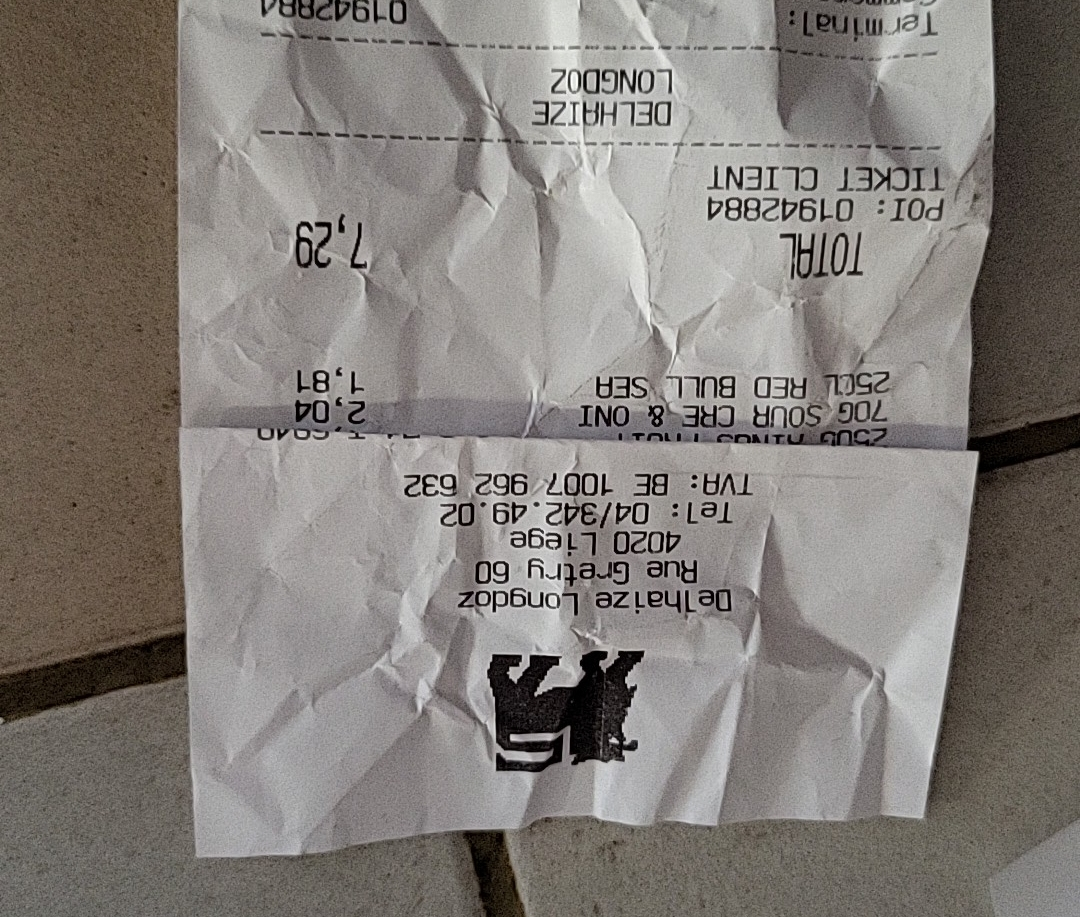 Delhaize Longdoz
Rue Gretry 60
4020 Liege
Tel: 04/342.49.02
TVA: BE 1007 962 632
250G
70G SOUR CRE & ONI 2,04
25CL RED BULL SEA 1,81
TOTAL 7,29
POI: 01942884
TICKET CLIENT
DELHAIZE
LONGDOZ
Terminal: 01942884